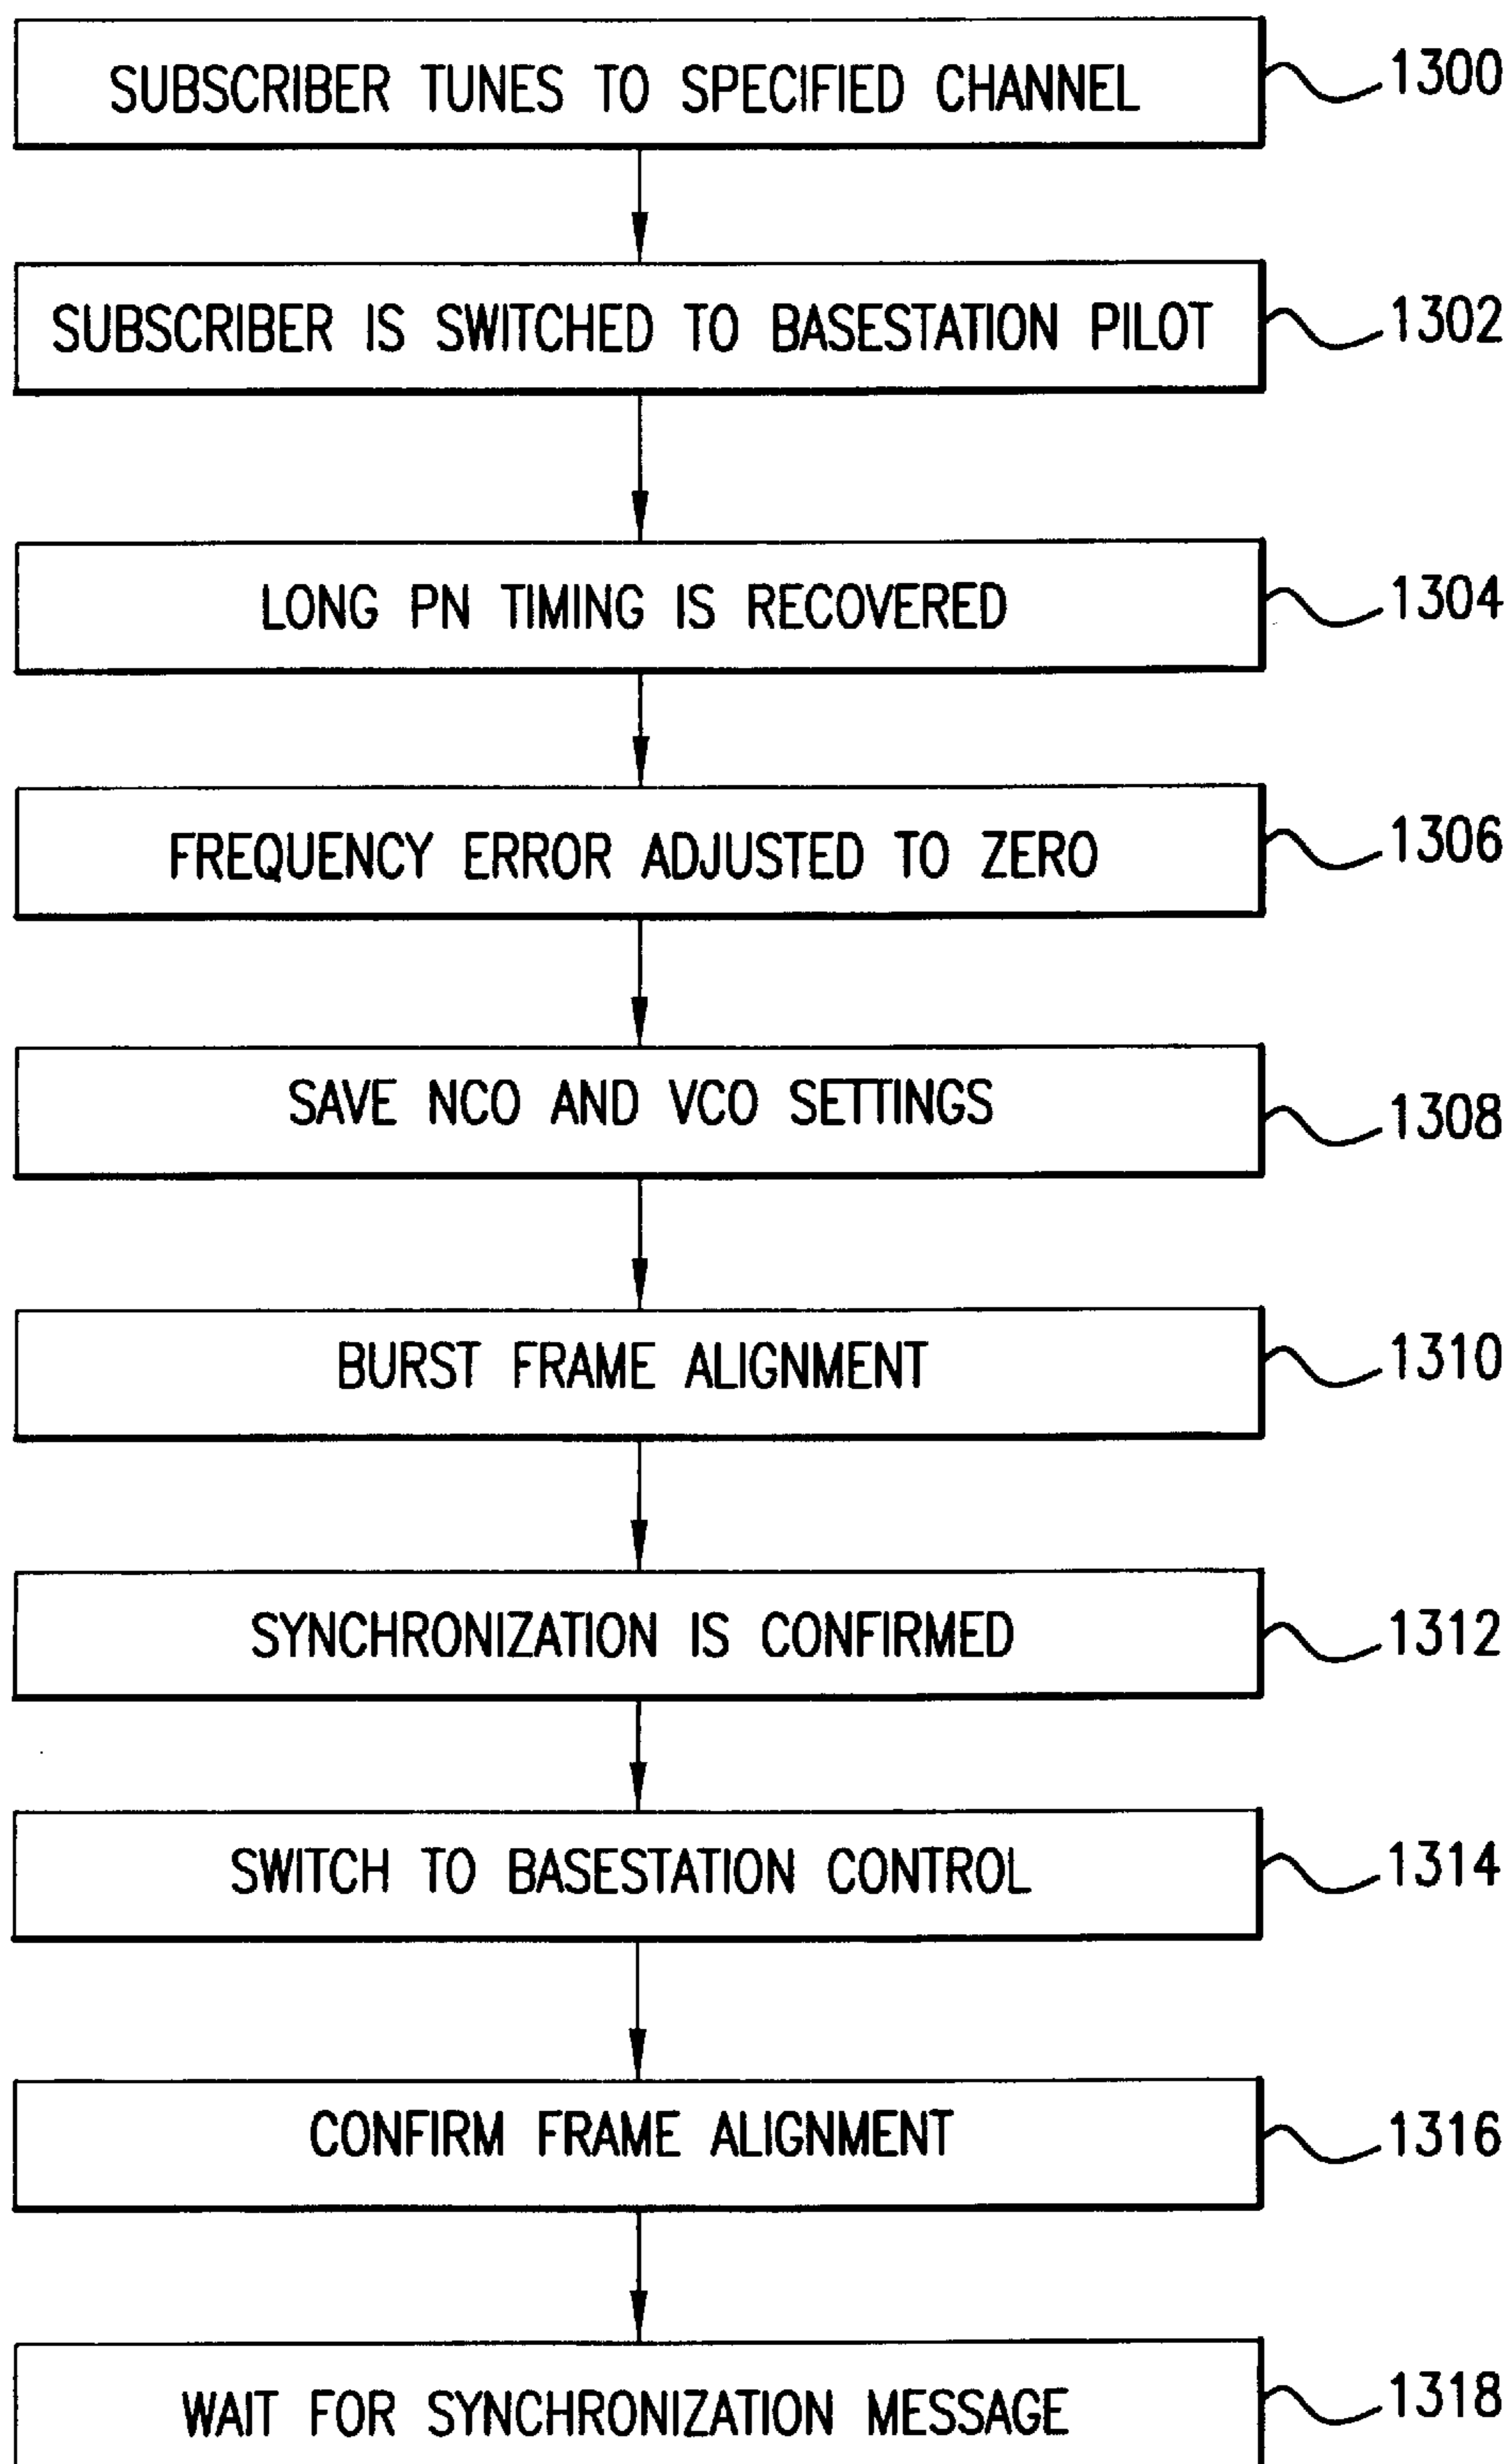 SUBSCRIBER TUNES TO SPECIFIED CHANNEL 1300
SUBSCRIBER IS SWITCHED TO BASESTATION PILOT 1302
LONG PN TIMING IS RECOVERED 1304
FREQUENCY ERROR ADJUSTED TO ZERO 1306
SAVE NCO AND VCO SETTINGS 1308
BURST FRAME ALIGNMENT 1310
SYNCHRONIZATION IS CONFIRMED 1312
SWITCH TO BASESTATION CONTROL 1314
CONFIRM FRAME ALIGNMENT 1316
WAIT FOR SYNCHRONIZATION MESSAGE 1318